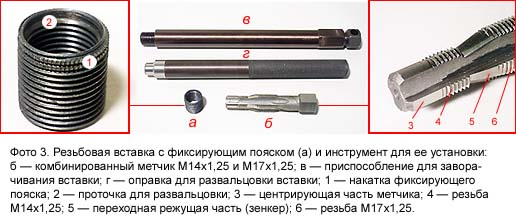 2
1
в
г
а
б
3
4
5
6
Фото 3. Резьбовая вставка с фиксирующим пояском (а) и инструмент для ее установки:
б — комбинированный метчик М14х1,25 и М17х1,25; в — приспособление для завора-
чивания вставки; г — оправка для развальцовки вставки; 1 — накатка фиксирующего
пояска; 2 — проточка для развальцовки; 3 — центрирующая часть метчика; 4 — резьба
М14х1,25; 5 — переходная режущая часть (зенкер); 6 — резьба М17х1,25.